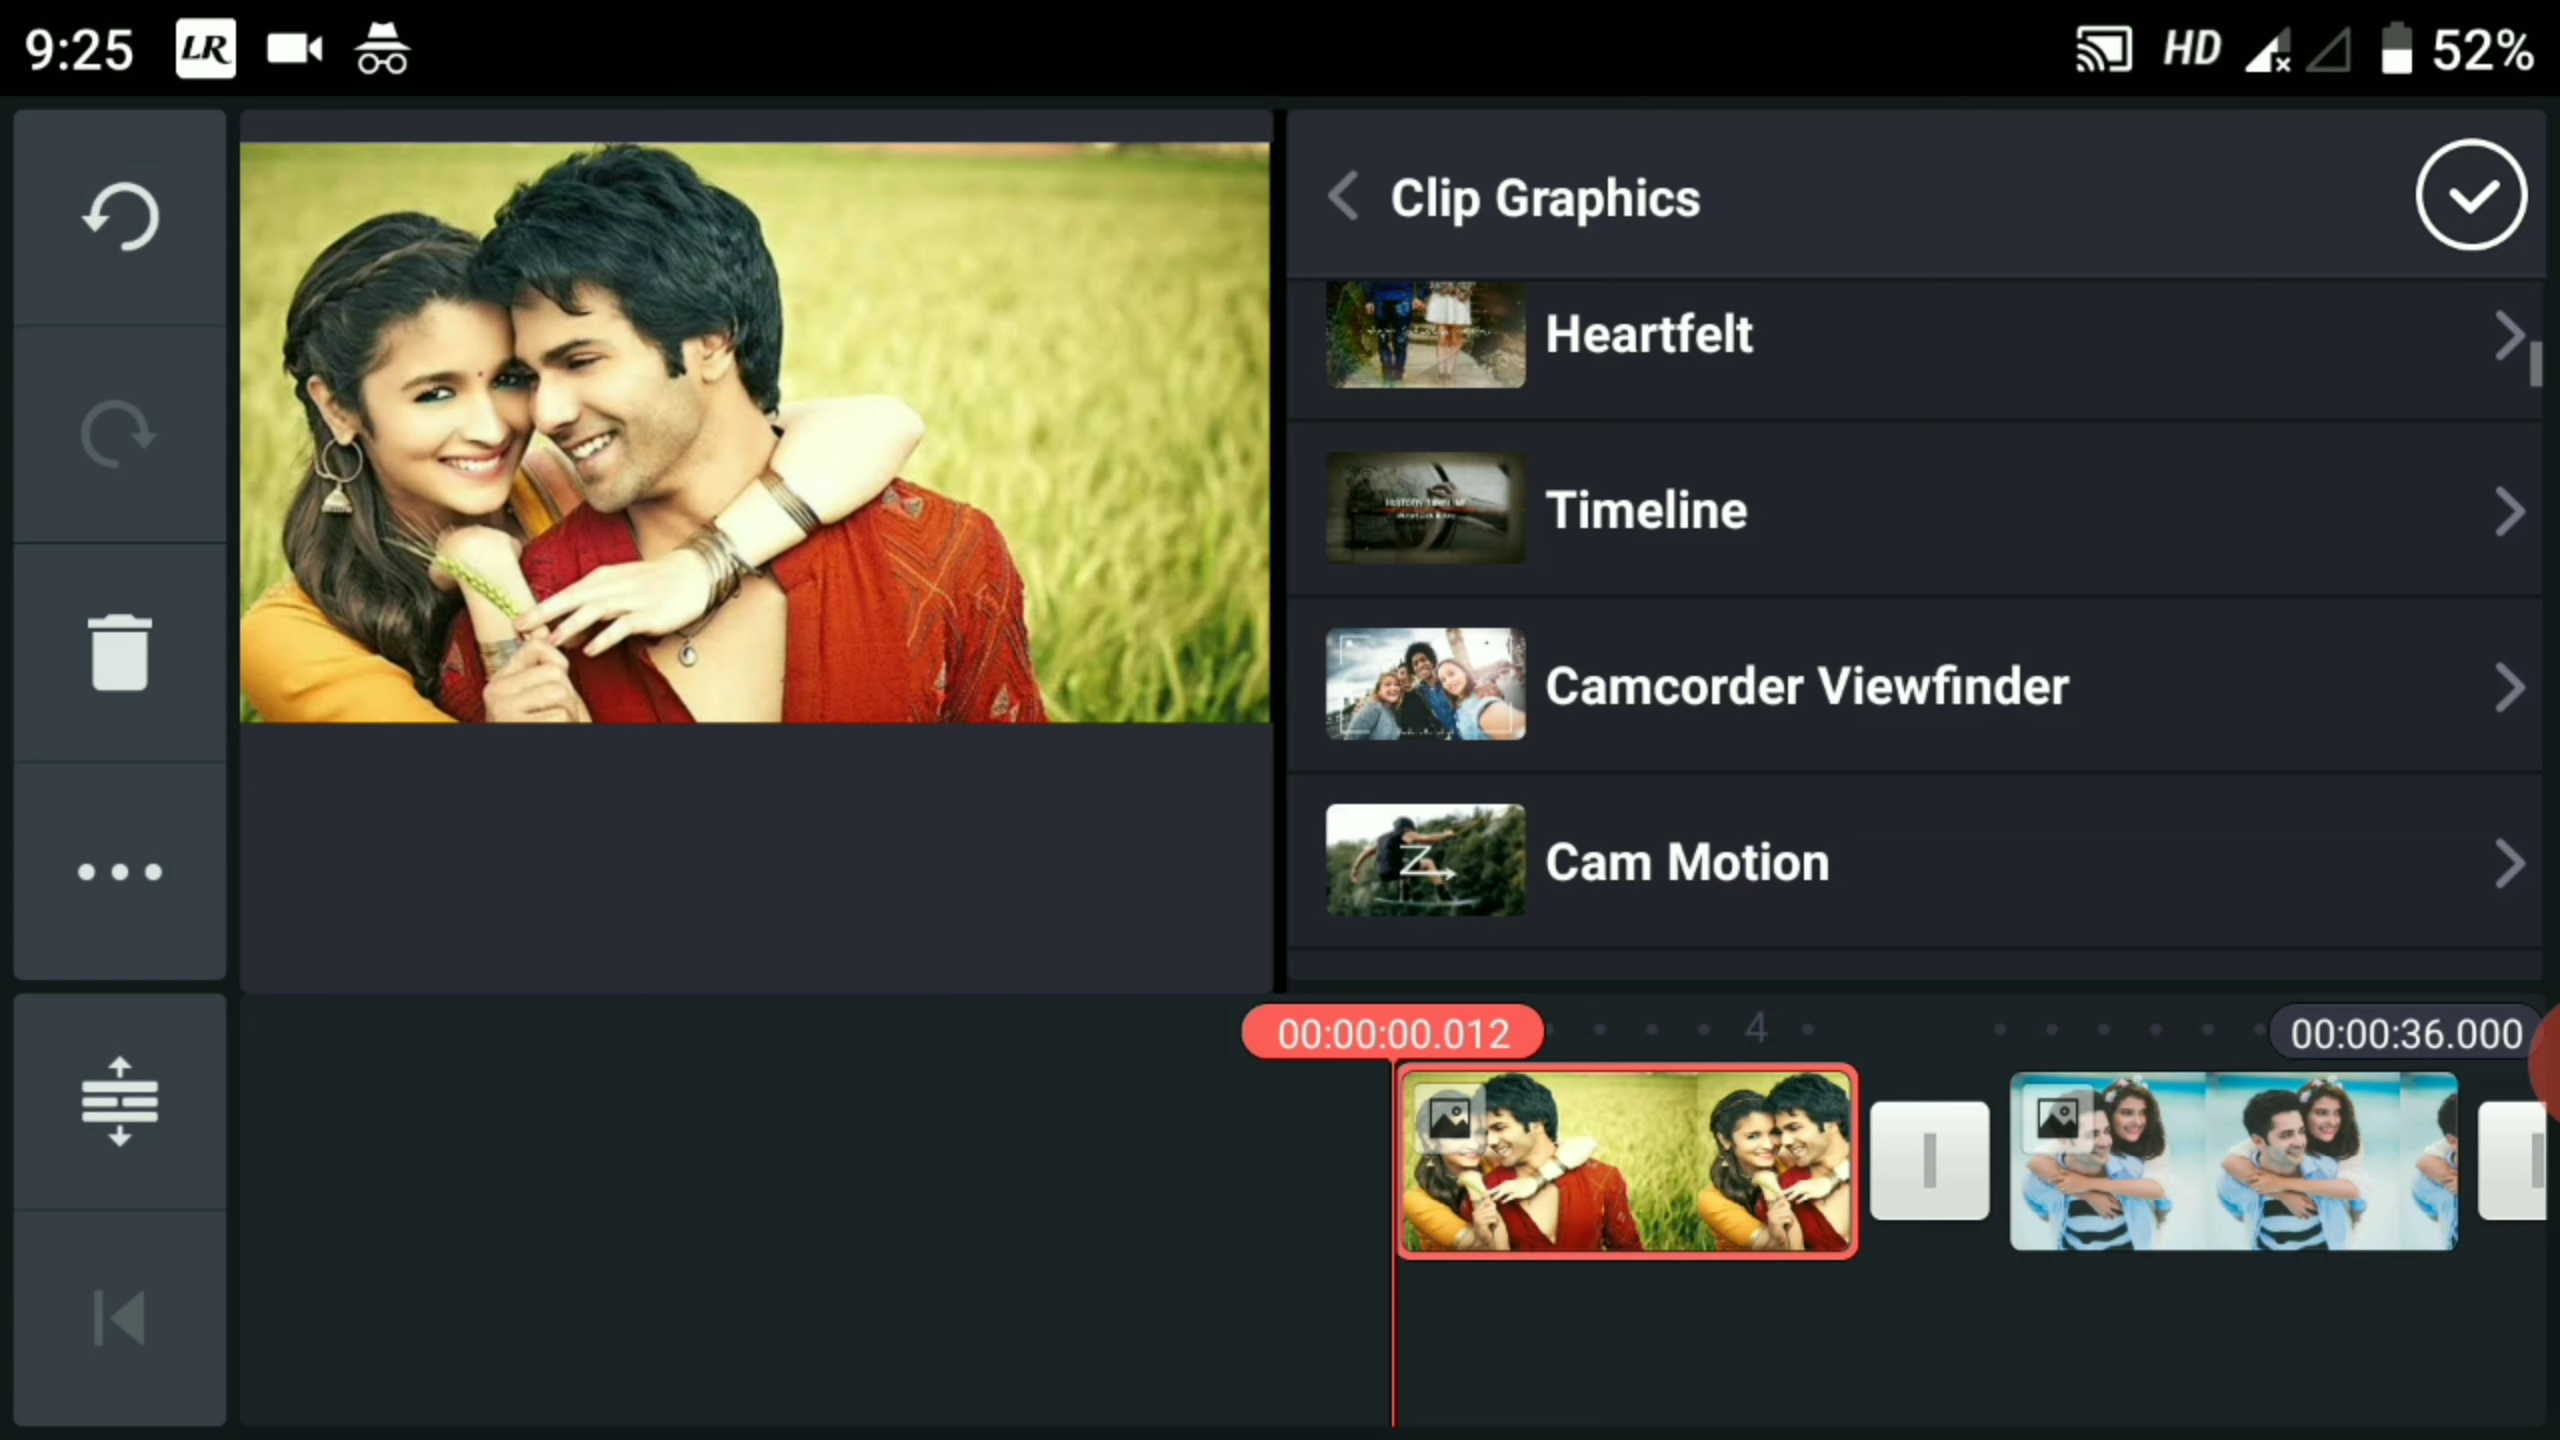 9:25 LR HD 52%
Clip Graphics
Heartfelt
Timeline
Camcorder Viewfinder
Cam Motion
00:00:00.012 4 00:00:36.000